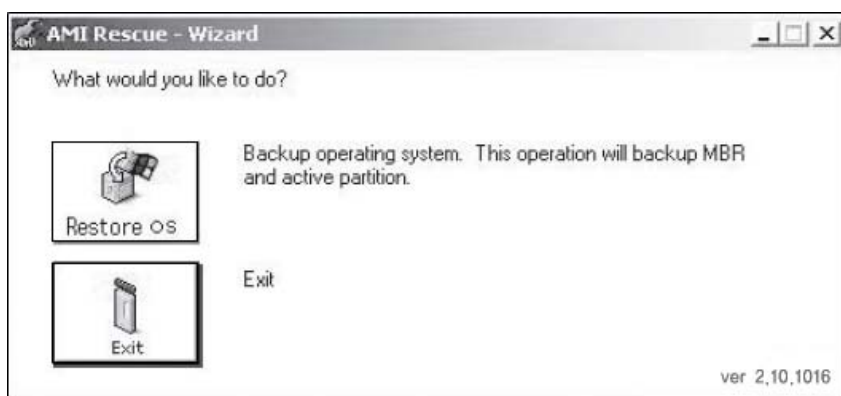 AMI Rescue - Wizard
What would you like to do?
Restore OS
Backup operating system. This operation will backup MBR
and active partition.
Exit
Exit
ver 2,10,1016